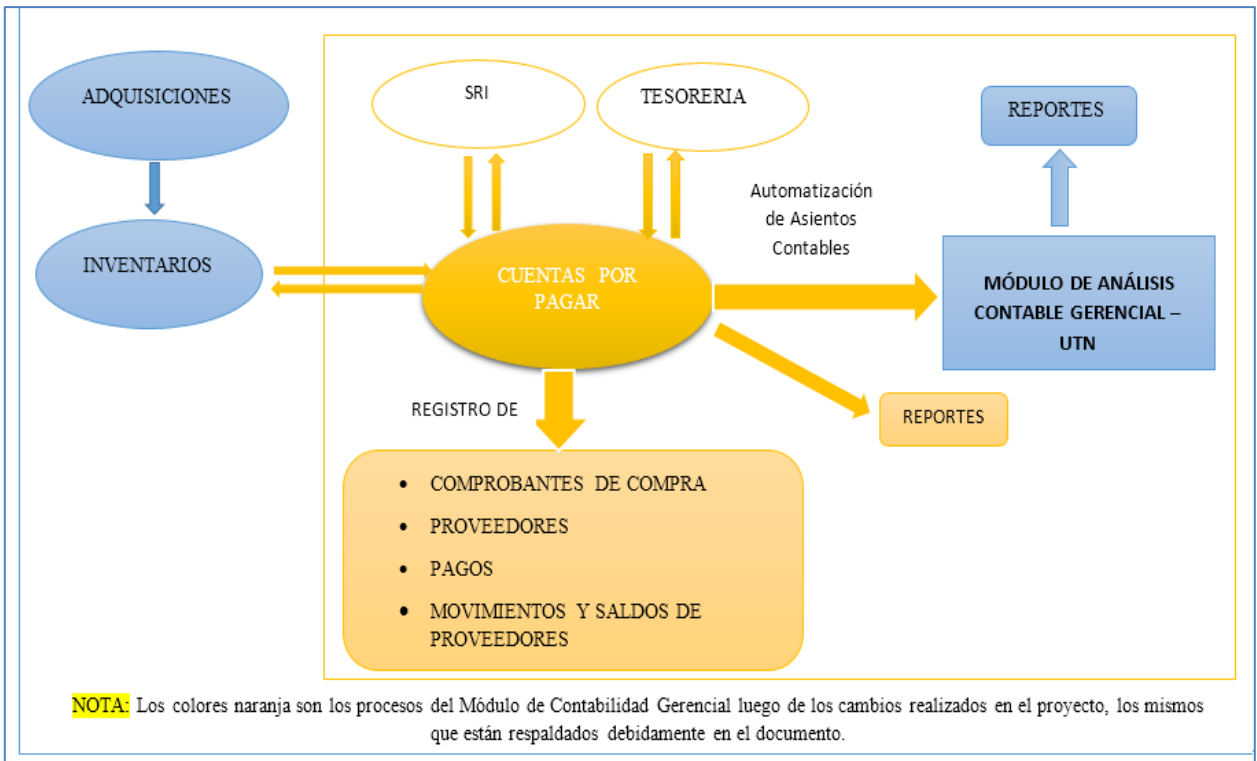 ADQUISICIONES
SRI
TESORERIA
REPORTES
Automatización
de Asientos
Contables
INVENTARIOS
CUENTAS POR
PAGAR
MÓDULO DE ANÁLISIS
CONTABLE GERENCIAL –
UTN
REGISTRO DE
REPORTES
• COMPROBANTES DE COMPRA
• PROVEEDORES
• PAGOS
• MOVIMIENTOS Y SALDOS DE
PROVEEDORES
NOTA: Los colores naranja son los procesos del Módulo de Contabilidad Gerencial luego de los cambios realizados en el proyecto, los mismos
que están respaldados debidamente en el documento.